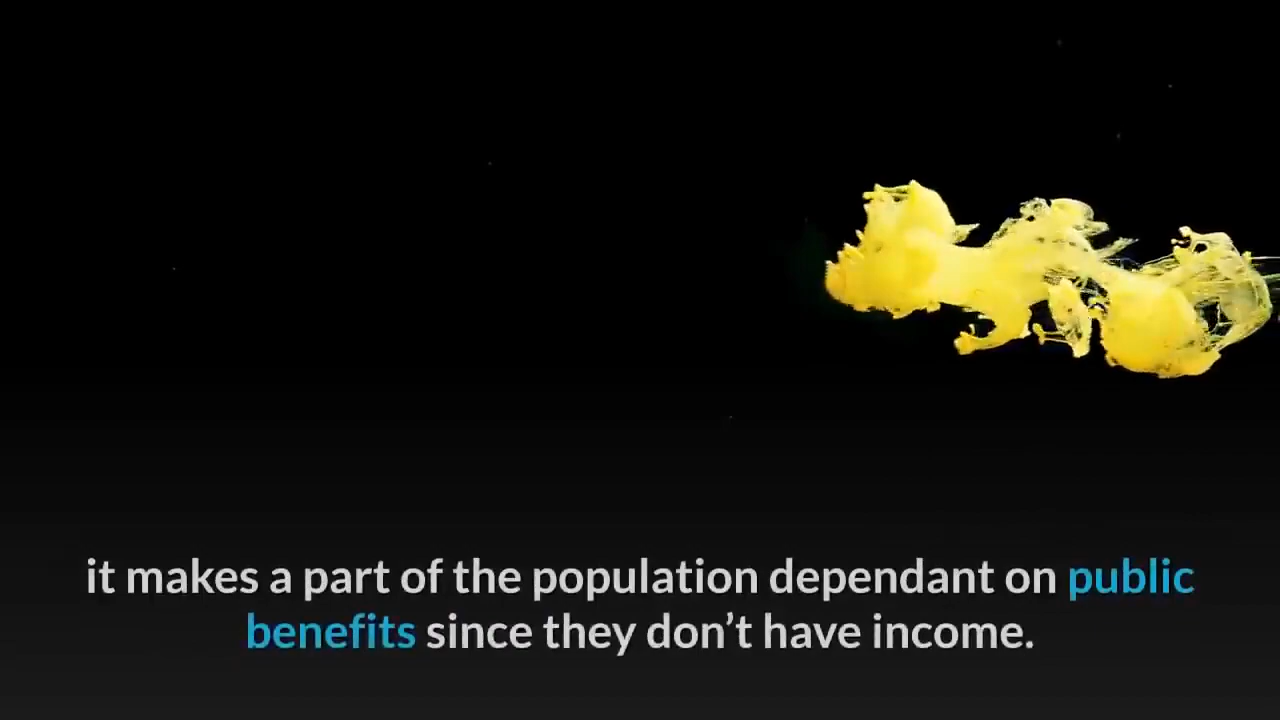 it makes a part of the population dependant on public
benefits since they don’t have income.